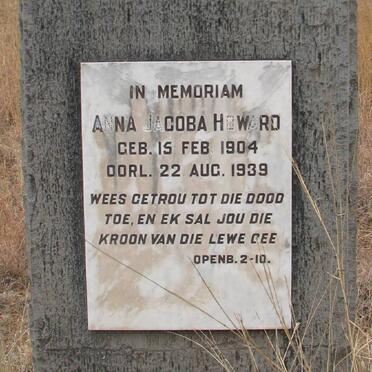 IN MEMORIAM
ANNA JACOBA HOWARD
GEB. 15 FEB 1904
OORL. 22 AUG. 1939
WEES GETROU TOT DIE DOOD
TOE, EN EK SAL JOU DIE
KROON VAN DIE LEWE GEE
OPENB. 2-10.